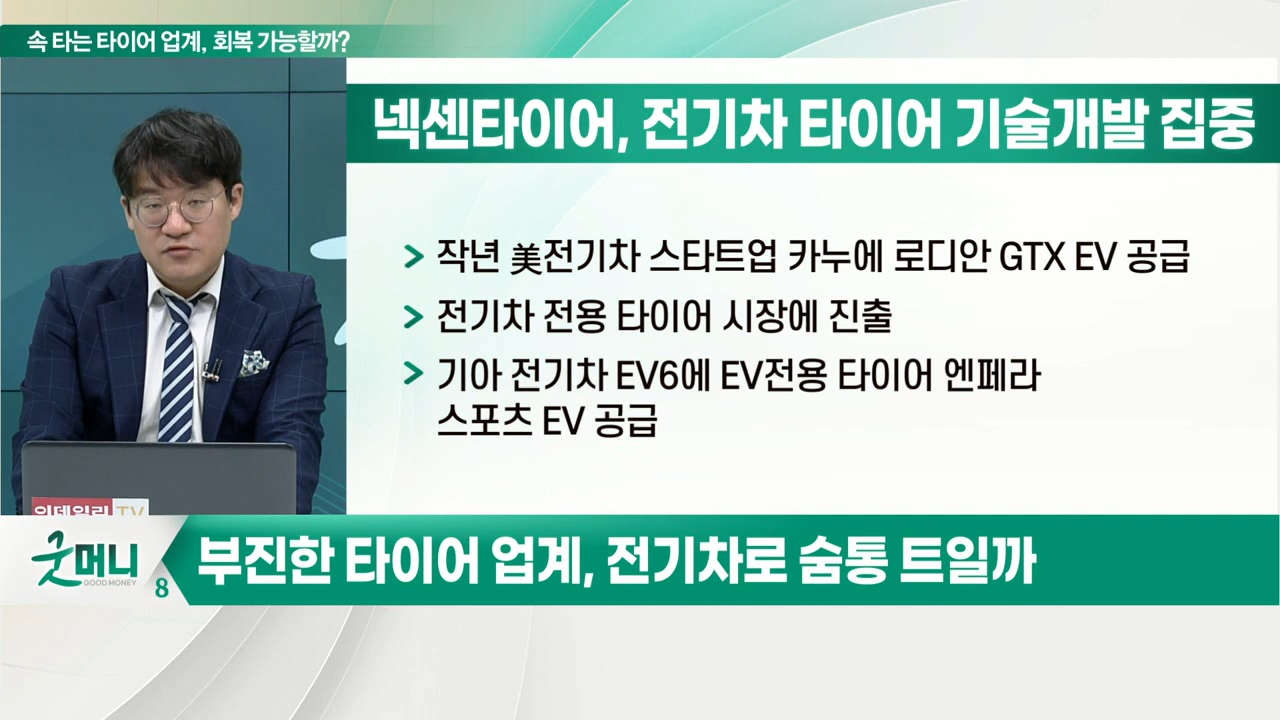 속 타는 타이어 업계, 회복 가능할까?
넥센타이어, 전기차 타이어 기술개발 집중
> 작년 美전기차 스타트업 카누에 로디안 GTX EV 공급
> 전기차 전용 타이어 시장에 진출
> 기아 전기차 EV6에 EV전용 타이어 엔페라
스포츠 EV 공급
이데일리 TV
굿머니
GOOD MONEY
8
부진한 타이어 업계, 전기차로 숨통 트일까